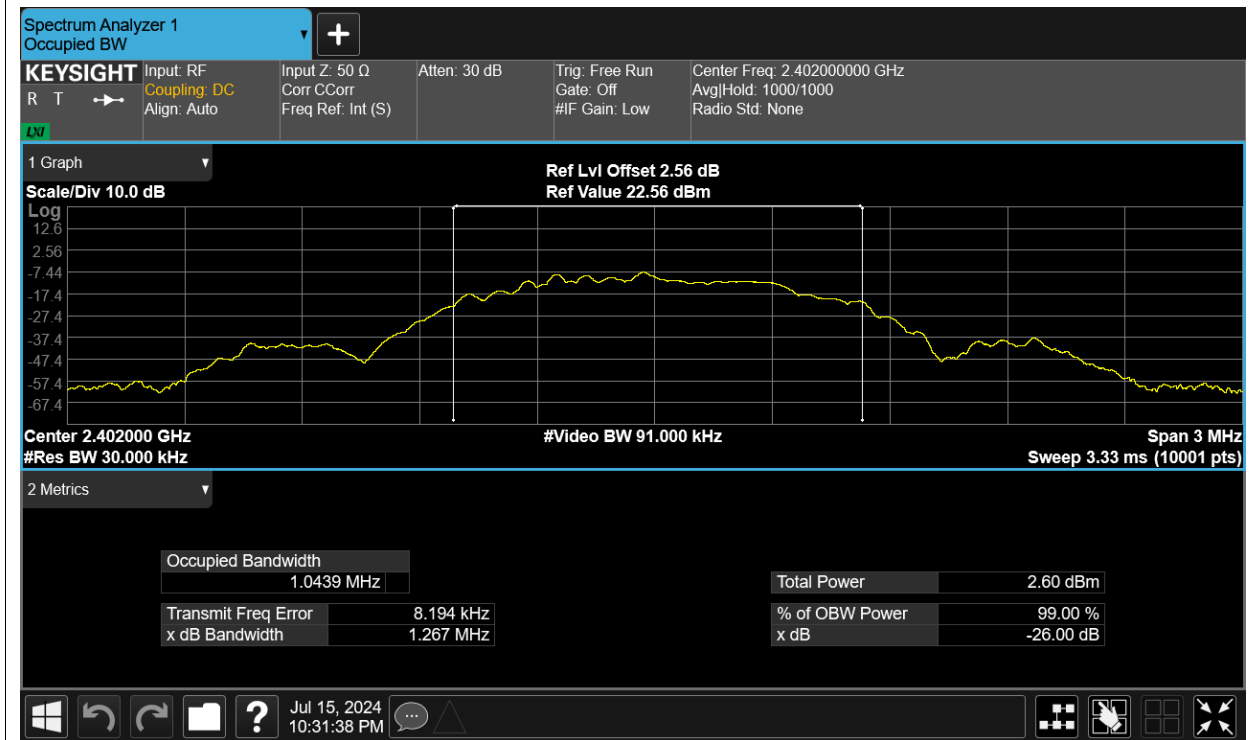 Spectrum Analyzer 1
Occupied BW
+
KEYSIGHT
R T
LXI
Input: RF
Coupling: DC
Align: Auto
Input Z: 50 Ω
Corr CCorr
Freq Ref: Int (S)
Atten: 30 dB
Trig: Free Run
Gate: Off
#IF Gain: Low
Center Freq: 2.402000000 GHz
Avg|Hold: 1000/1000
Radio Std: None
1 Graph
Scale/Div 10.0 dB
Ref Lvl Offset 2.56 dB
Ref Value 22.56 dBm
Log
12.6
2.56
-7.44
-17.4
-27.4
-37.4
-47.4
-57.4
-67.4
Center 2.402000 GHz
#Video BW 91.000 kHz
Span 3 MHz
#Res BW 30.000 kHz
Sweep 3.33 ms (10001 pts)
2 Metrics
Occupied Bandwidth
1.0439 MHz
Total Power 2.60 dBm
Transmit Freq Error 8.194 kHz
% of OBW Power 99.00 %
x dB Bandwidth 1.267 MHz
x dB -26.00 dB
?
Jul 15, 2024
10:31:38 PM